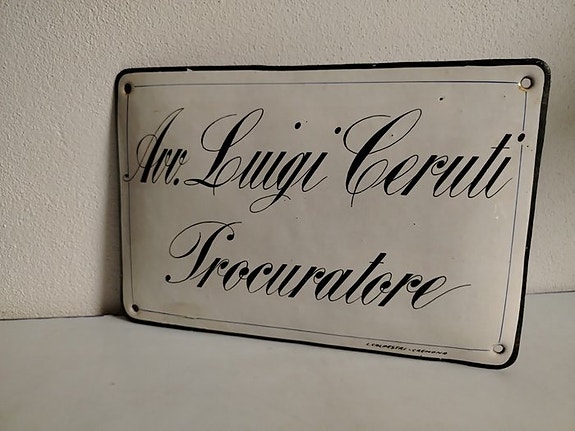 Avv. Luigi Ceruti
Procuratore